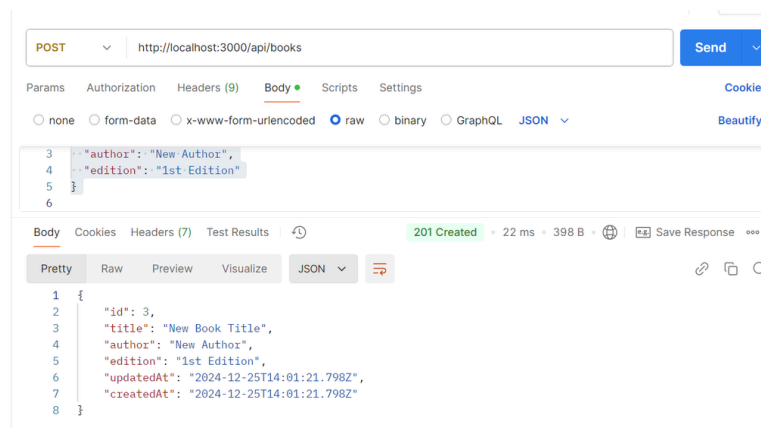 POST http://localhost:3000/api/books Send
Params Authorization Headers (9) Body Scripts Settings Cookie
none form-data x-www-form-urlencoded raw binary GraphQL JSON Beautify
3 "author": "New Author",
4 "edition": "1st Edition"
5 }
6
Body Cookies Headers (7) Test Results 201 Created 22 ms 398 B e.g. Save Response
Pretty Raw Preview Visualize JSON
1 {
2 "id": 3,
3 "title": "New Book Title",
4 "author": "New Author",
5 "edition": "1st Edition",
6 "updatedAt": "2024-12-25T14:01:21.798Z",
7 "createdAt": "2024-12-25T14:01:21.798Z"
8 }